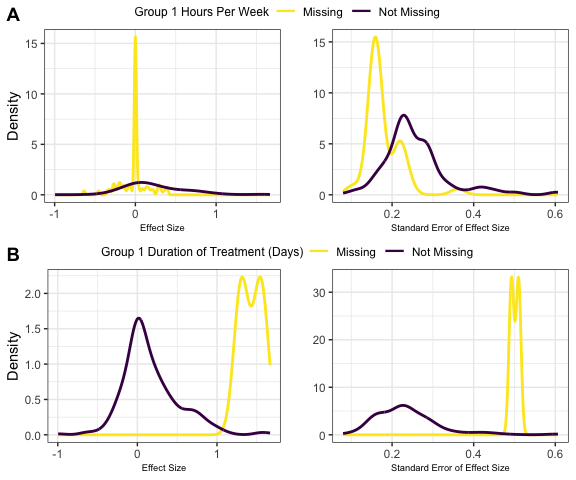 A
Group 1 Hours Per Week Missing Not Missing
Density
15
10
5
0
-1 0 1
Effect Size
15
10
5
0
0.2 0.4 0.6
Standard Error of Effect Size
B
Group 1 Duration of Treatment (Days) Missing Not Missing
Density
2.0
1.5
1.0
0.5
0.0
-1 0 1
Effect Size
30
20
10
0
0.2 0.4 0.6
Standard Error of Effect Size